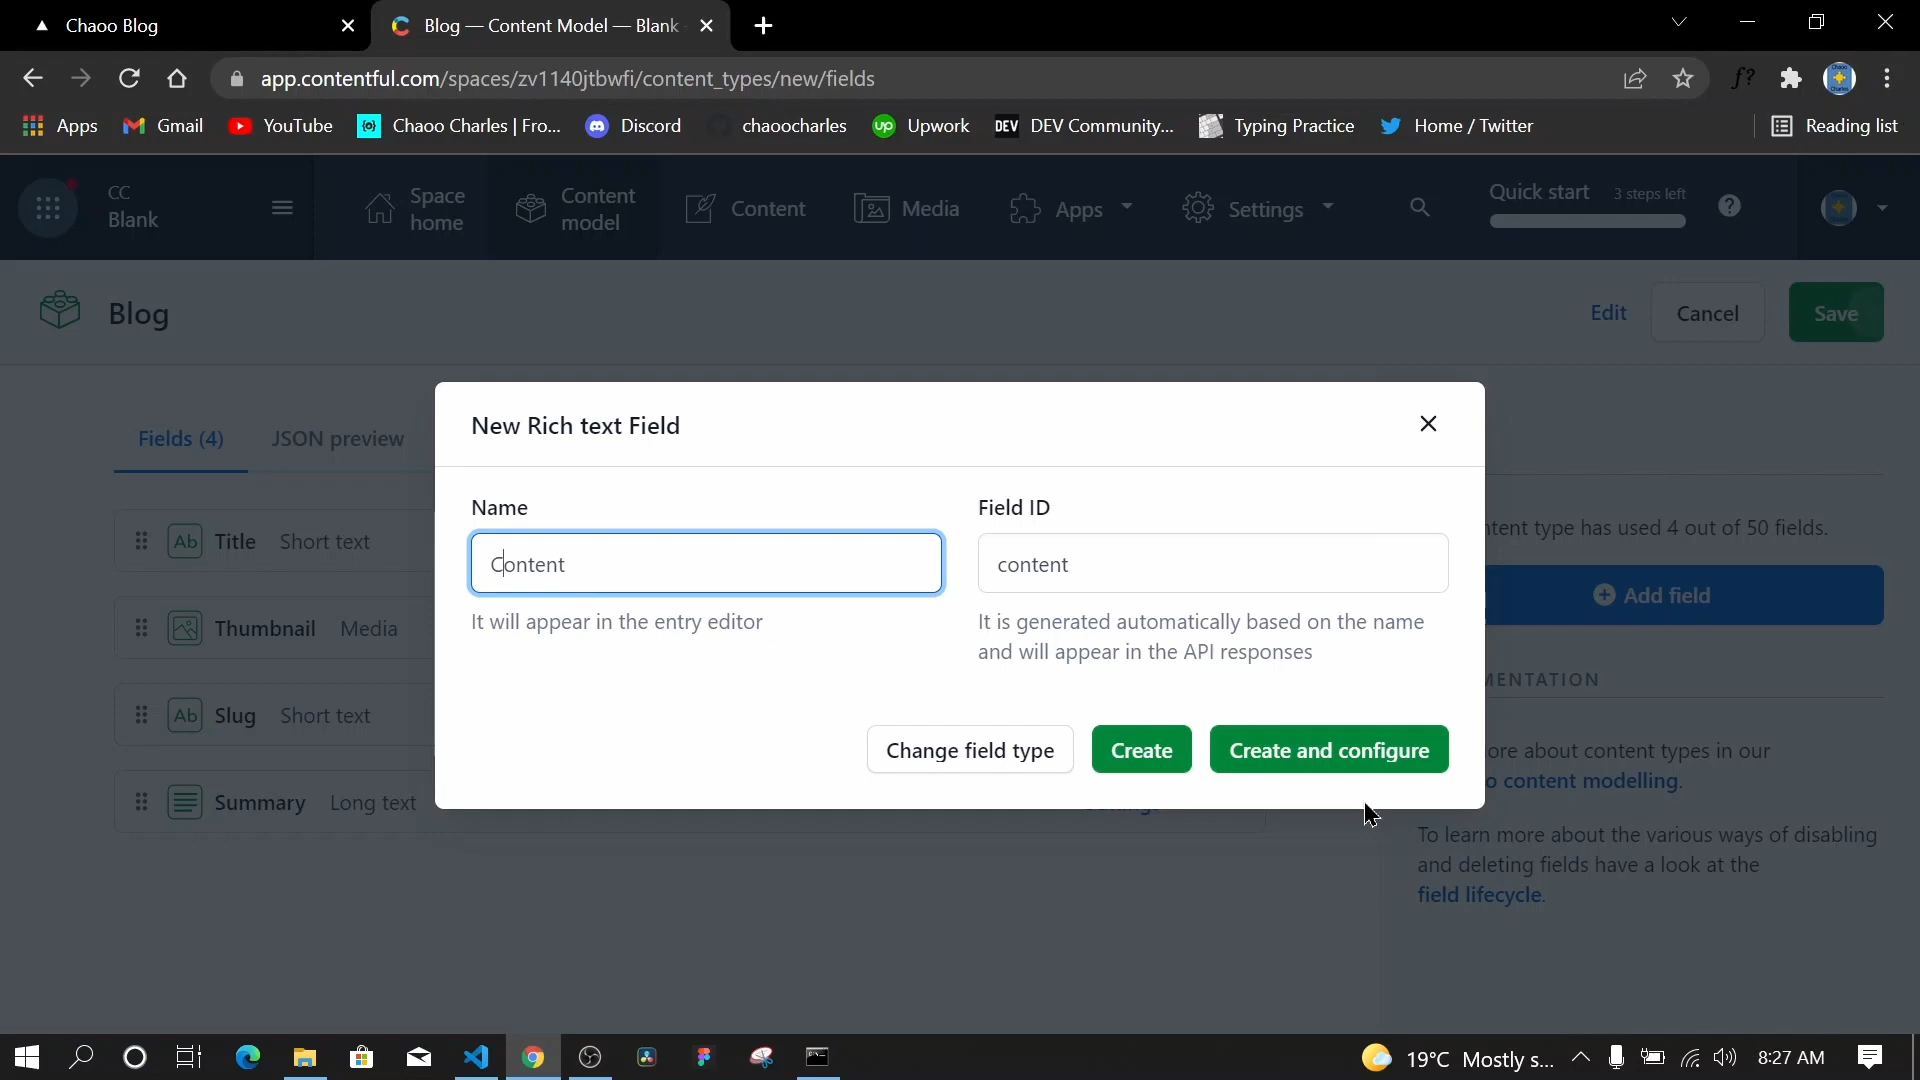 Chaoo Blog
Blog — Content Model — Blank
app.contentful.com/spaces/zv1140jtbwfi/content_types/new/fields
f?
Apps
Gmail
YouTube
Chaoo Charles | Fro...
Discord
chaoocharles
Upwork
DEV Community...
Typing Practice
Home / Twitter
Reading list
CC
Blank
Space
home
Content
model
Content
Media
Apps
Settings
Quick start 3 steps left
Blog
Edit
Cancel
Save
Fields (4)
JSON preview
Title Short text
Thumbnail Media
Slug Short text
Summary Long text
New Rich text Field
Name
Content
It will appear in the entry editor
Field ID
content
It is generated automatically based on the name
and will appear in the API responses
Change field type
Create
Create and configure
type has used 4 out of 50 fields.
Add field
about content types in our
content modelling.
To learn more about the various ways of disabling
and deleting fields have a look at the
field lifecycle.
19°C Mostly s...
8:27 AM